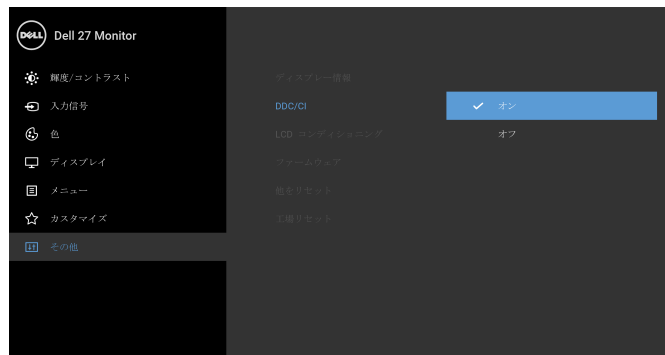 DELL Dell 27 Monitor
輝度/コントラスト
入力信号
色
ディスプレイ
メニュー
カスタマイズ
その他
ディスプレー情報
DDC/CI
LCD コンディショニング
ファームウェア
他をリセット
工場リセット
オン
オフ